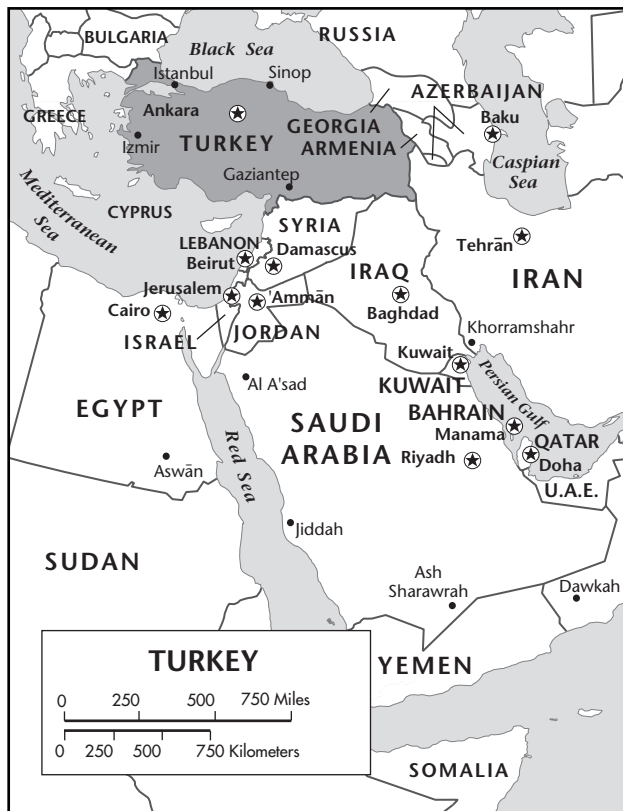 BULGARIA
Black Sea
RUSSIA
Istanbul
Sinop
AZERBAIJAN
GREECE
Ankara
GEORGIA
Baku
Izmir
TURKEY
ARMENIA
Caspian
Sea
Gaziantep
Mediterranean
Sea
CYPRUS
SYRIA
LEBANON
Damascus
Tehrān
Beirut
IRAQ
IRAN
Jerusalem
'Ammān
Cairo
Baghdad
ISRAEL
JORDAN
Khorramshahr
Kuwait
Al A'sad
KUWAIT
Persian Gulf
EGYPT
SAUDI
ARABIA
BAHRAIN
Manama
Red Sea
QATAR
Aswān
Riyadh
Doha
U.A.E.
Jiddah
SUDAN
Ash
Sharawrah
Dawkah
YEMEN
TURKEY
0 250 500 750 Miles
0 250 500 750 Kilometers
SOMALIA